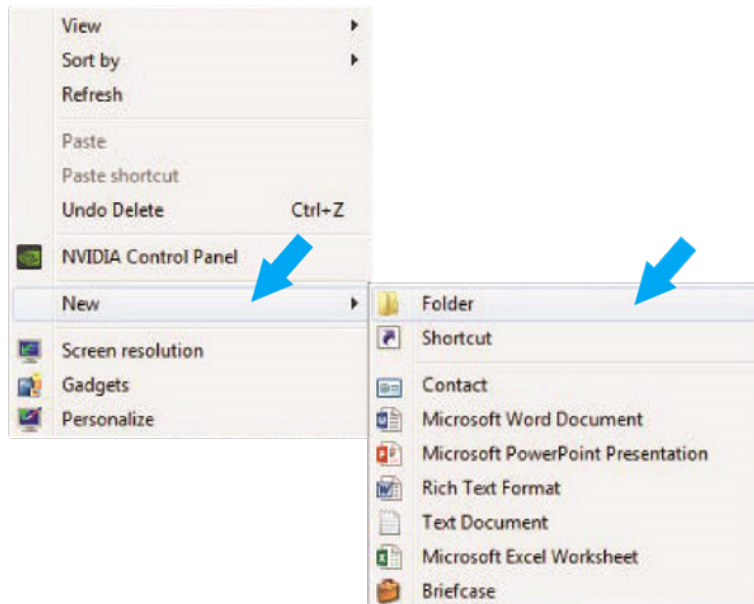 View
Sort by
Refresh
Paste
Paste shortcut
Undo Delete Ctrl+Z
NVIDIA Control Panel
New
Screen resolution
Gadgets
Personalize
Folder
Shortcut
Contact
Microsoft Word Document
Microsoft PowerPoint Presentation
Rich Text Format
Text Document
Microsoft Excel Worksheet
Briefcase